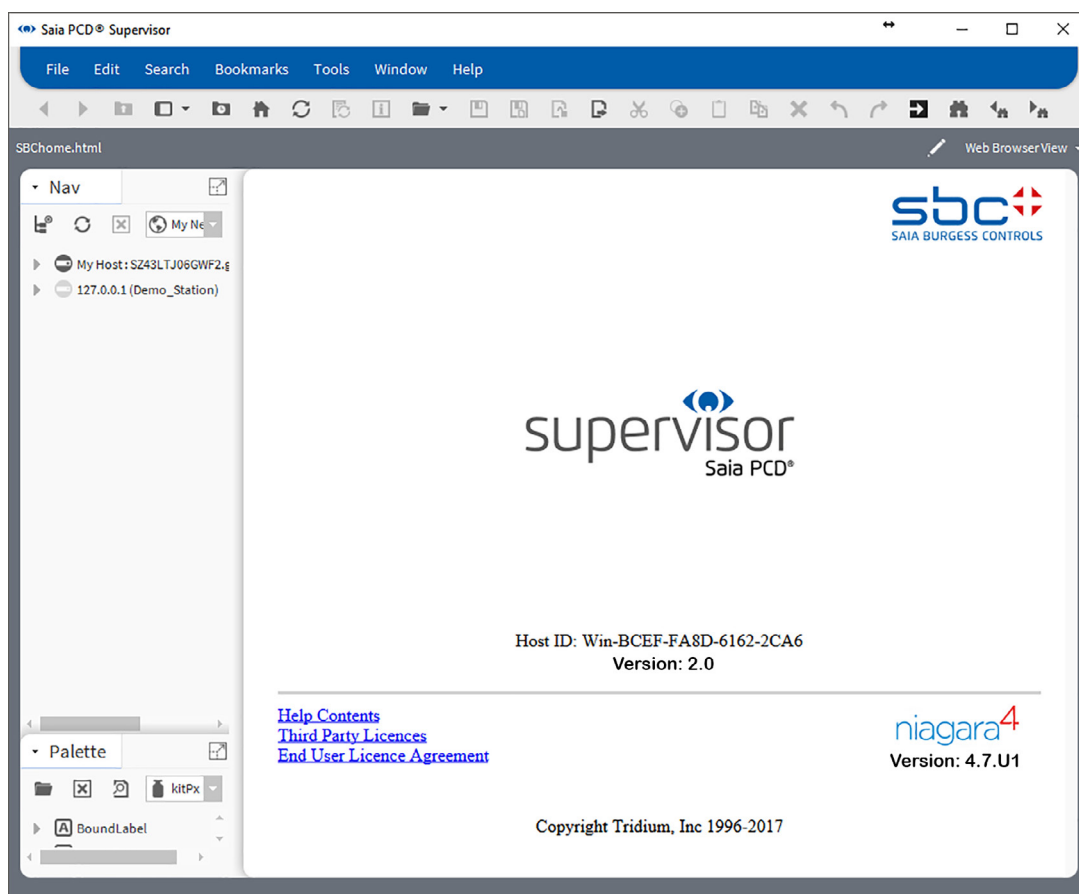 Saia PCD® Supervisor
File Edit Search Bookmarks Tools Window Help
SBChome.html
Web Browser View
Nav
My Ne
My Host : SZ43LTJ06GWF2.g
127.0.0.1 (Demo_Station)
sbc
SAIA BURGESS CONTROLS
supervisor
Saia PCD®
Host ID: Win-BCEF-FA8D-6162-2CA6
Version: 2.0
Help Contents
Third Party Licences
End User Licence Agreement
niagara4
Version: 4.7.U1
Copyright Tridium, Inc 1996-2017
Palette
kitPx
A BoundLabel